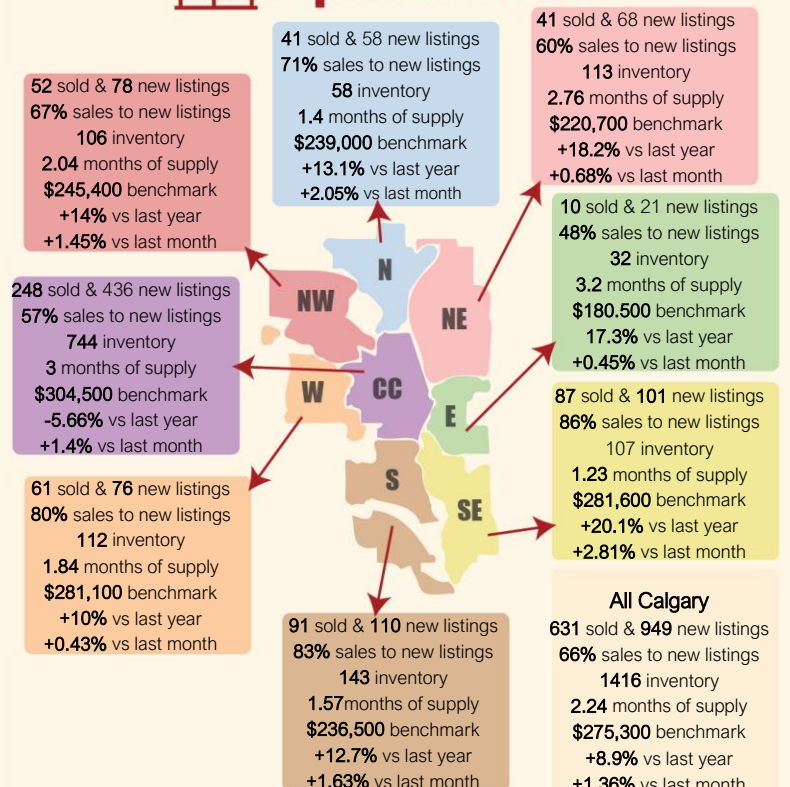 41 sold & 58 new listings
71% sales to new listings
58 inventory
1.4 months of supply
$239,000 benchmark
+13.1% vs last year
+2.05% vs last month
41 sold & 68 new listings
60% sales to new listings
113 inventory
2.76 months of supply
$220,700 benchmark
+18.2% vs last year
+0.68% vs last month
52 sold & 78 new listings
67% sales to new listings
106 inventory
2.04 months of supply
$245,400 benchmark
+14% vs last year
+1.45% vs last month
10 sold & 21 new listings
48% sales to new listings
32 inventory
3.2 months of supply
$180.500 benchmark
17.3% vs last year
+0.45% vs last month
N
NW
NE
W
CC
E
S
SE
248 sold & 436 new listings
57% sales to new listings
744 inventory
3 months of supply
$304,500 benchmark
-5.66% vs last year
+1.4% vs last month
87 sold & 101 new listings
86% sales to new listings
107 inventory
1.23 months of supply
$281,600 benchmark
+20.1% vs last year
+2.81% vs last month
61 sold & 76 new listings
80% sales to new listings
112 inventory
1.84 months of supply
$281,100 benchmark
+10% vs last year
+0.43% vs last month
91 sold & 110 new listings
83% sales to new listings
143 inventory
1.57months of supply
$236,500 benchmark
+12.7% vs last year
+1.63% vs last month
All Calgary
631 sold & 949 new listings
66% sales to new listings
1416 inventory
2.24 months of supply
$275,300 benchmark
+8.9% vs last year
+1.36% vs last month